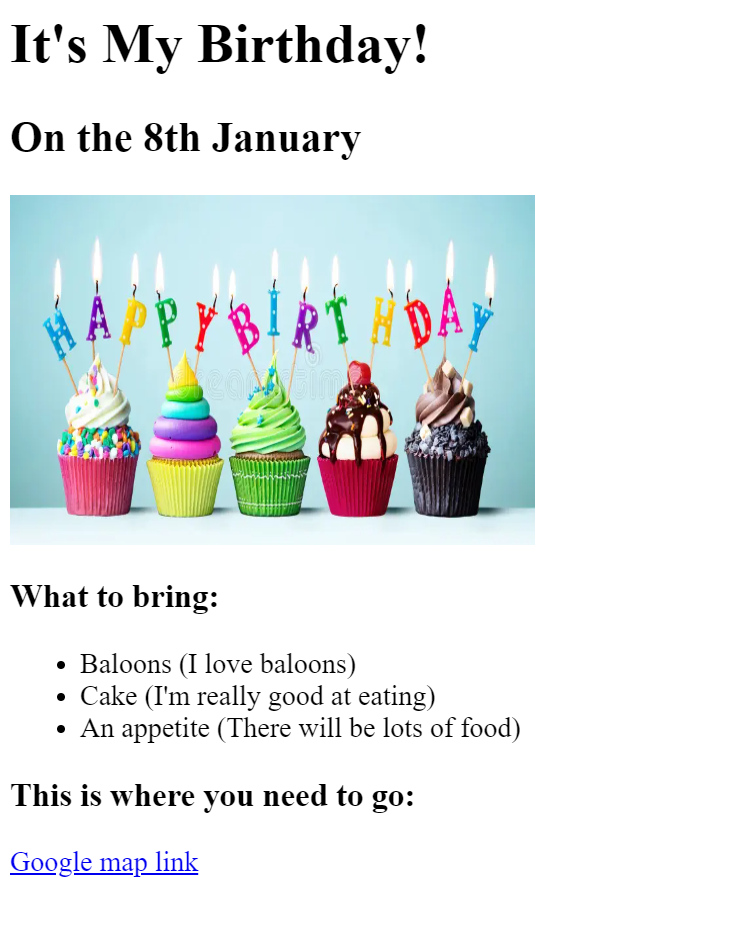 It's My Birthday!
On the 8th January
HAPPY BIRTHDAY
What to bring:
Baloons (I love baloons)
Cake (I'm really good at eating)
An appetite (There will be lots of food)
This is where you need to go:
Google map link